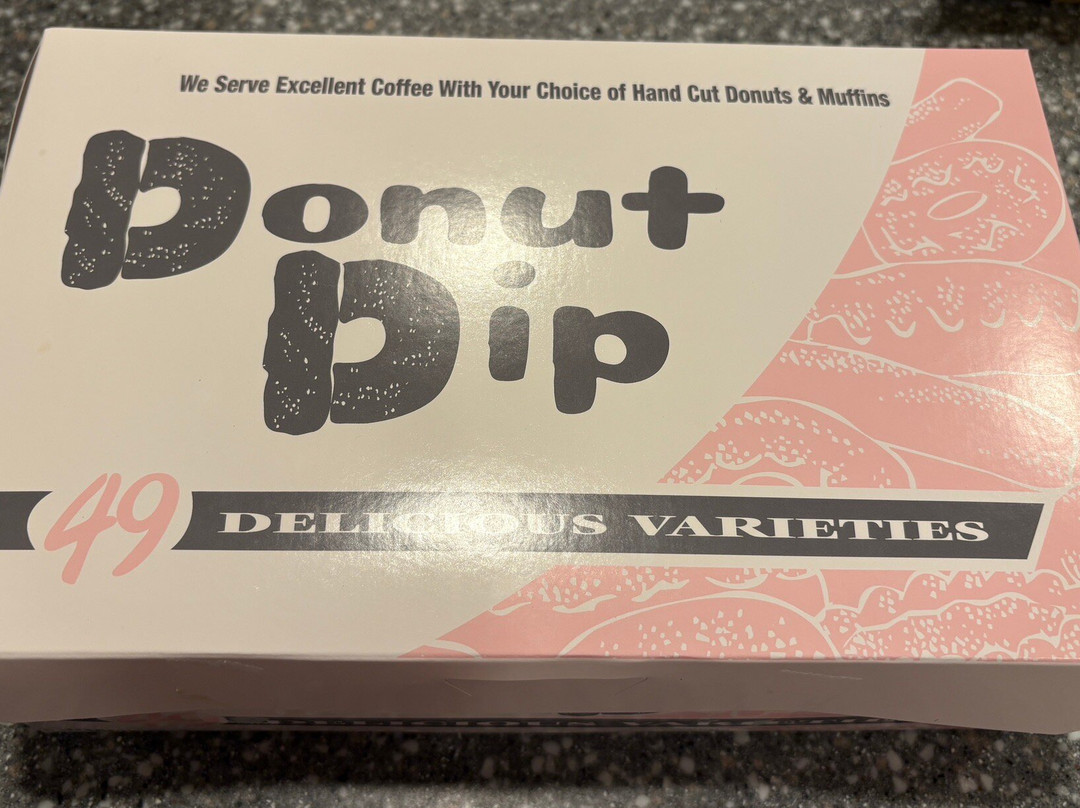 We Serve Excellent Coffee With Your Choice of Hand Cut Donuts & Muffins
Donut
Dip
49 DELICIOUS VARIETIES